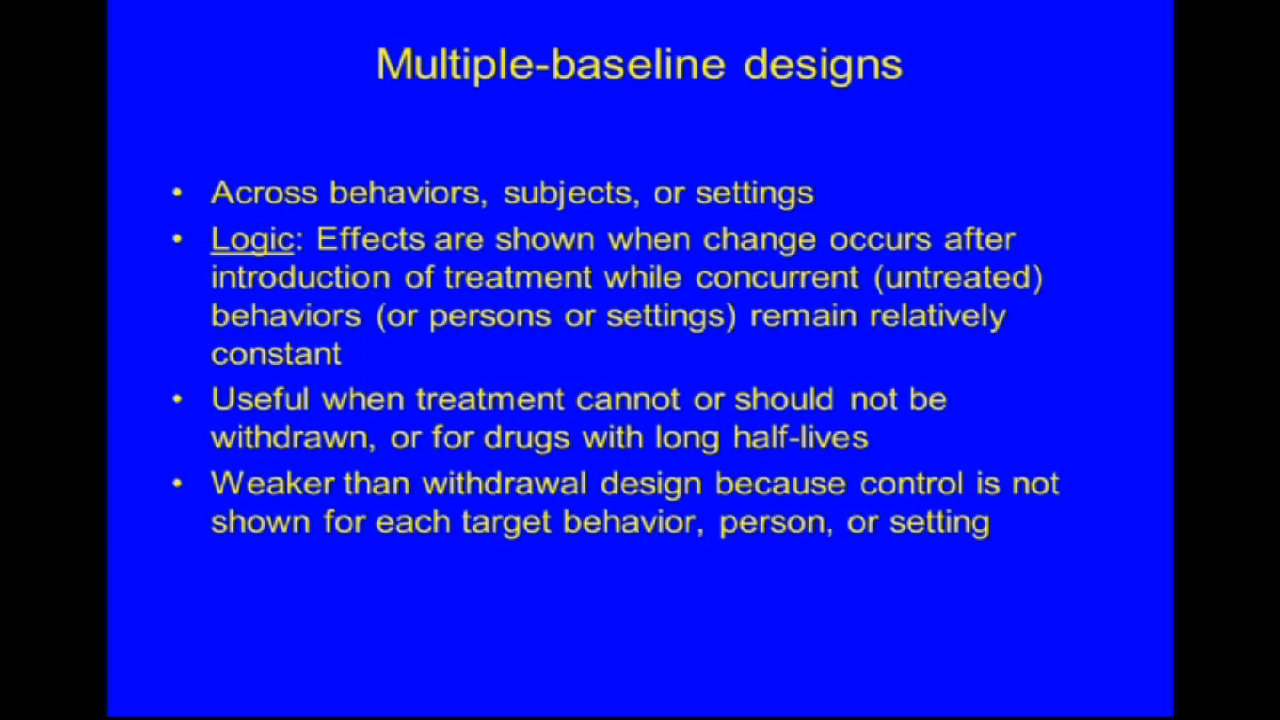 Multiple-baseline designs
• Across behaviors, subjects, or settings
• Logic: Effects are shown when change occurs after
introduction of treatment while concurrent (untreated)
behaviors (or persons or settings) remain relatively
constant
• Useful when treatment cannot or should not be
withdrawn, or for drugs with long half-lives
• Weaker than withdrawal design because control is not
shown for each target behavior, person, or setting